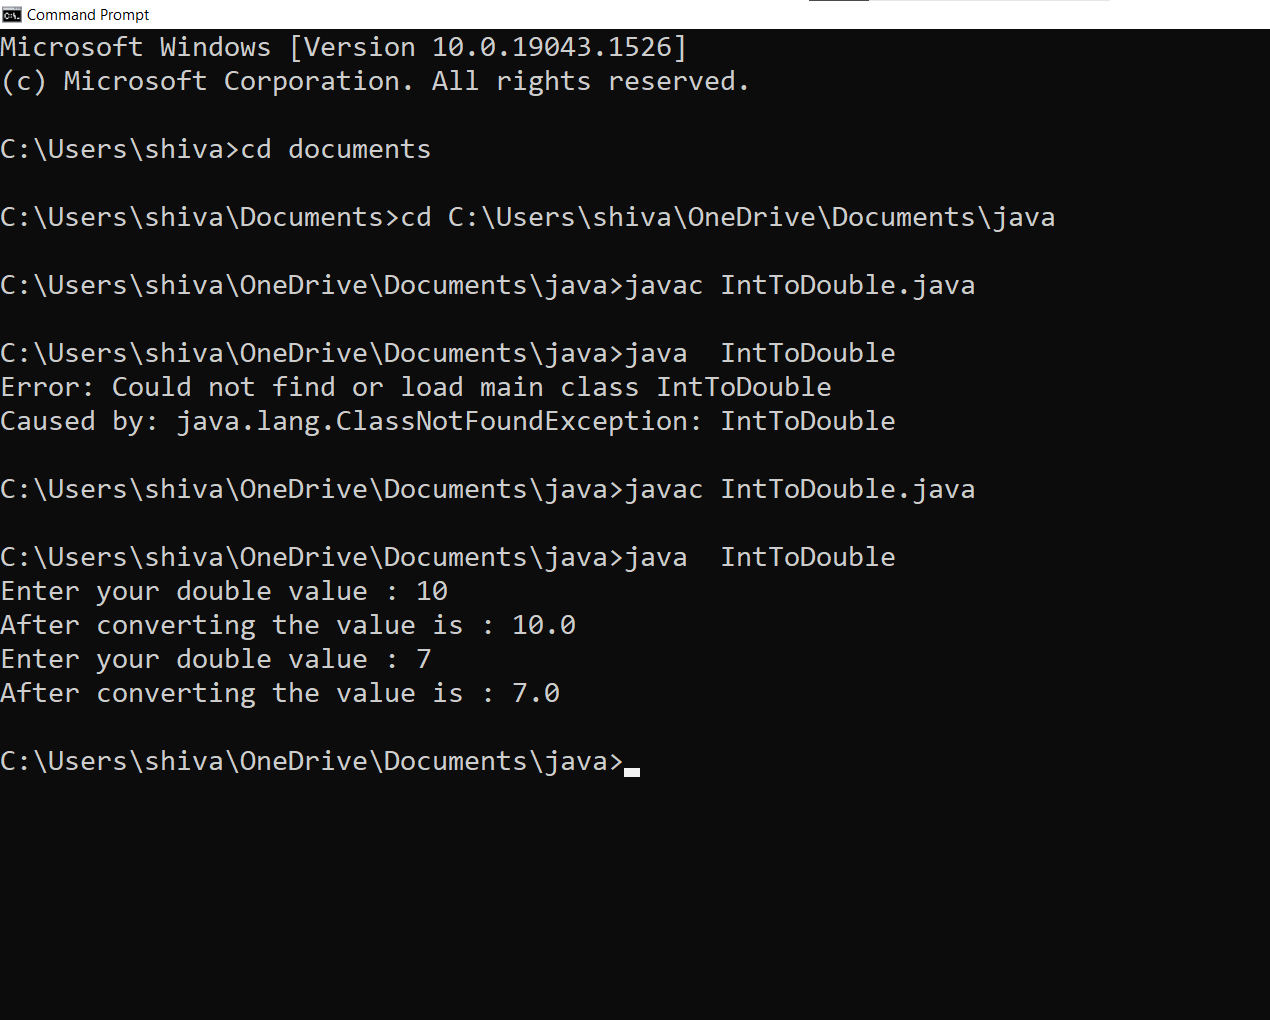 Command Prompt
Microsoft Windows [Version 10.0.19043.1526]
(c) Microsoft Corporation. All rights reserved.
C:\Users\shiva>cd documents
C:\Users\shiva\Documents>cd C:\Users\shiva\OneDrive\Documents\java
C:\Users\shiva\OneDrive\Documents\java>javac IntToDouble.java
C:\Users\shiva\OneDrive\Documents\java>java  IntToDouble
Error: Could not find or load main class IntToDouble
Caused by: java.lang.ClassNotFoundException: IntToDouble
C:\Users\shiva\OneDrive\Documents\java>javac IntToDouble.java
C:\Users\shiva\OneDrive\Documents\java>java  IntToDouble
Enter your double value : 10
After converting the value is : 10.0
Enter your double value : 7
After converting the value is : 7.0
C:\Users\shiva\OneDrive\Documents\java>